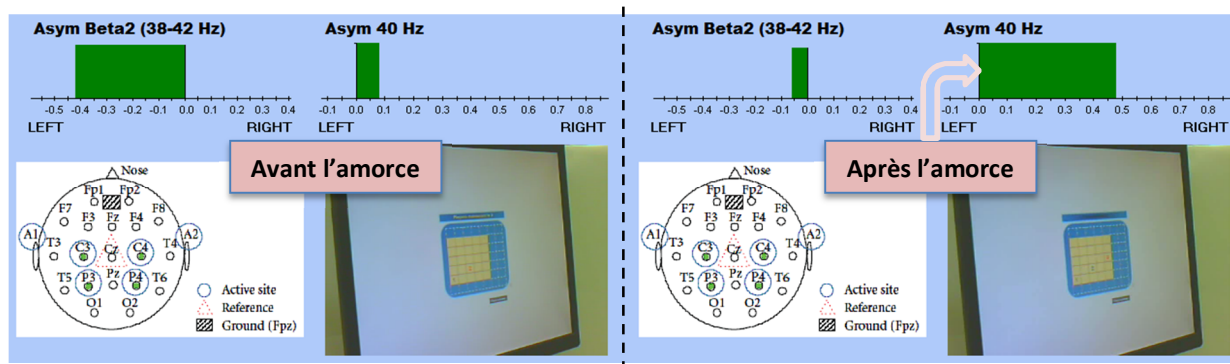 Asym Beta2 (38-42 Hz)
Asym 40 Hz
-0.5 -0.4 -0.3 -0.2 -0.1 0.0 0.1 0.2 0.3 0.4
-0.1 0.0 0.1 0.2 0.3 0.4 0.5 0.6 0.7 0.8
LEFT RIGHT
LEFT RIGHT
Avant l'amorce
Nose
Fp1 Fp2
F7 F3 Fz F4 F8
A1 A2
T3 C3 Cz C4 T4
T5 P3 Pz P4 T6
O1 O2
Active site
Reference
Ground (Fpz)
Asym Beta2 (38-42 Hz)
Asym 40 Hz
-0.5 -0.4 -0.3 -0.2 -0.1 0.0 0.1 0.2 0.3 0.4
-0.1 0.0 0.1 0.2 0.3 0.4 0.5 0.6 0.7 0.8
LEFT RIGHT
LEFT RIGHT
Après l'amorce
Nose
Fp1 Fp2
F7 F3 Fz F4 F8
A1 A2
T3 C3 Cz C4 T4
T5 P3 Pz P4 T6
O1 O2
Active site
Reference
Ground (Fpz)